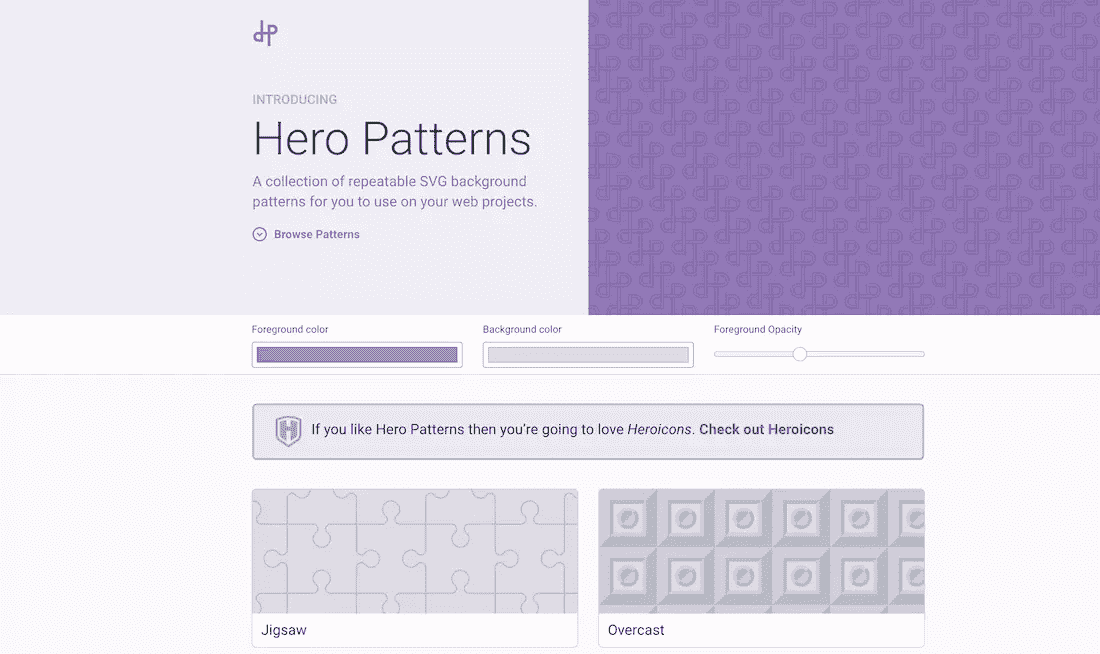 INTRODUCING
Hero Patterns
A collection of repeatable SVG background
patterns for you to use on your web projects.
Browse Patterns
Foreground color
Background color
Foreground Opacity
If you like Hero Patterns then you're going to love Heroicons. Check out Heroicons
Jigsaw
Overcast